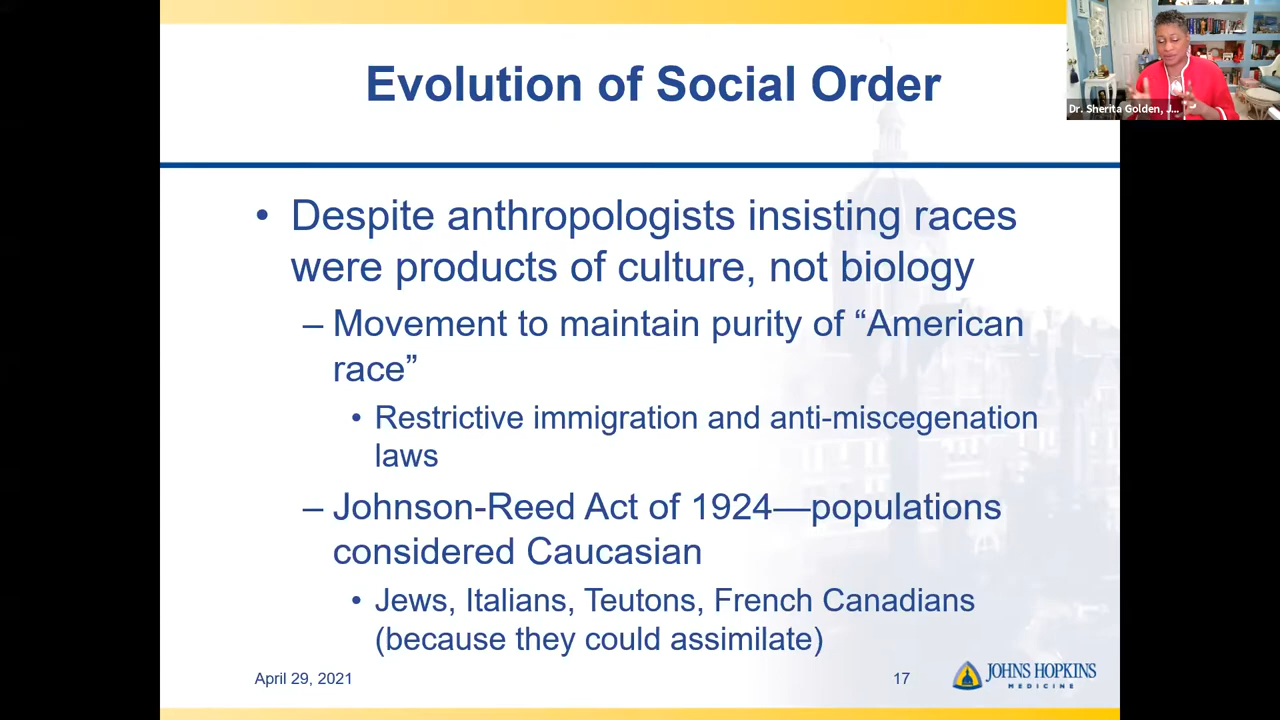 Evolution of Social Order
Dr. Sherita Golden, J...
• Despite anthropologists insisting races
were products of culture, not biology
– Movement to maintain purity of “American
race”
• Restrictive immigration and anti-miscegenation
laws
– Johnson-Reed Act of 1924—populations
considered Caucasian
• Jews, Italians, Teutons, French Canadians
(because they could assimilate)
April 29, 2021
17
JOHNS HOPKINS
MEDICINE